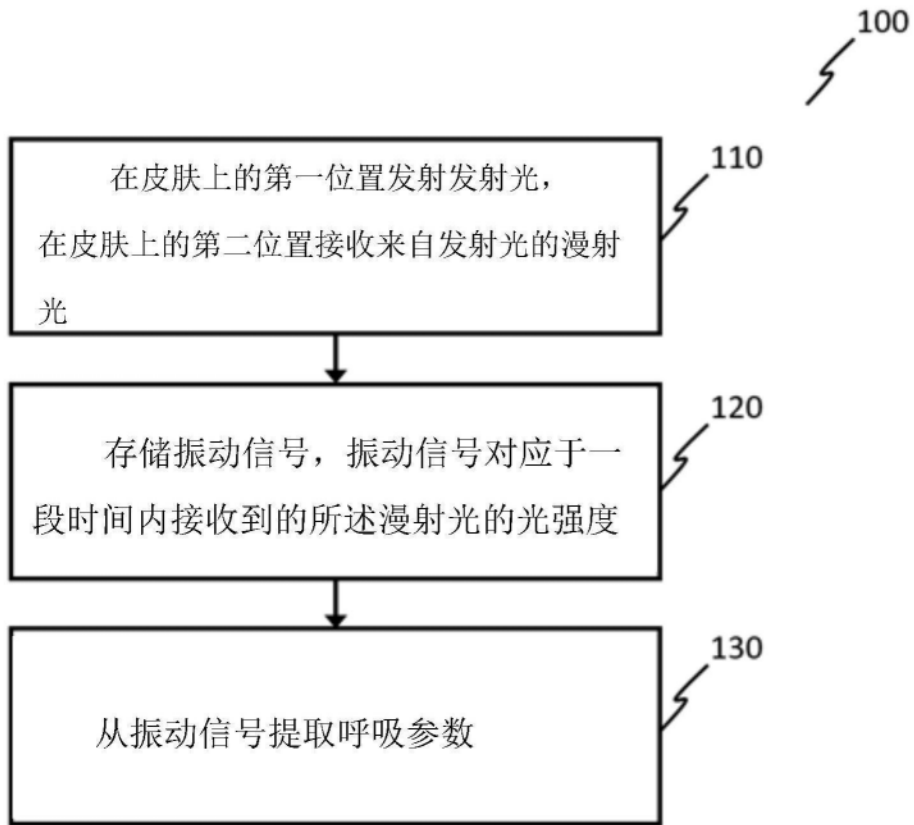 100
110
在皮肤上的第一位置发射发射光，
在皮肤上的第二位置接收来自发射光的漫射
光
120
存储振动信号，振动信号对应于一
段时间内接收到的所述漫射光的光强度
130
从振动信号提取呼吸参数